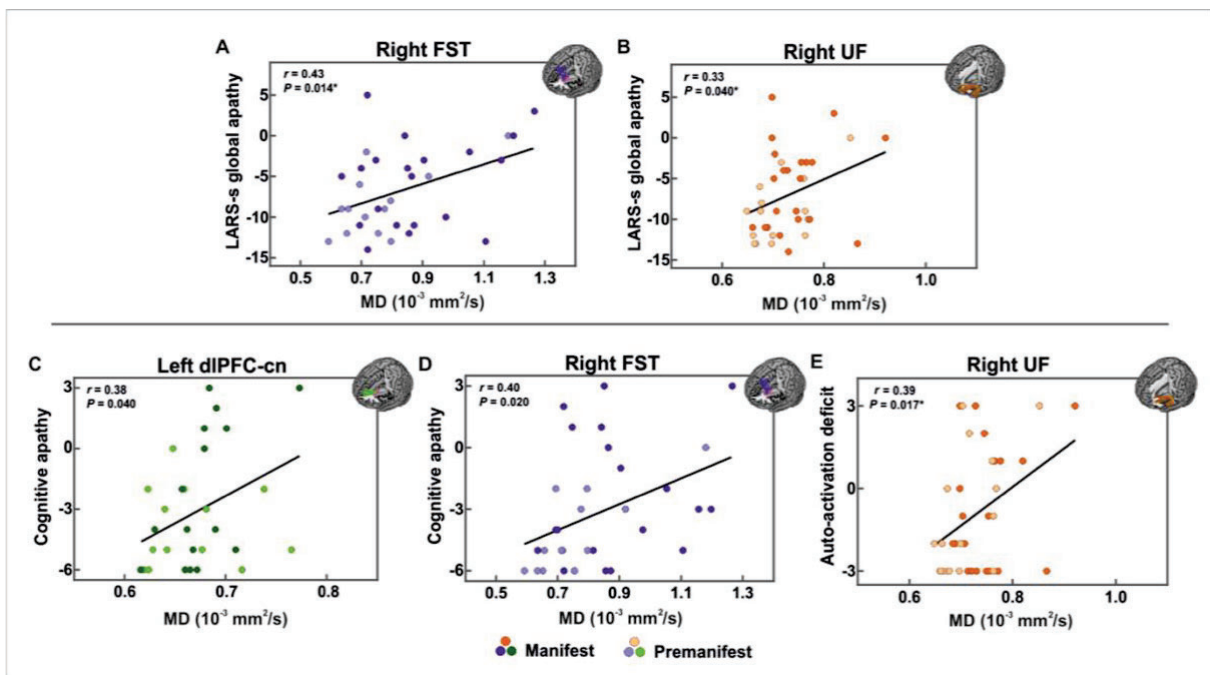 A
Right FST
r = 0.43
P = 0.014*
LARS-s global apathy
5
0
-5
-10
-15
0.5 0.7 0.9 1.1 1.3
MD (10⁻³ mm²/s)
B
Right UF
r = 0.33
P = 0.040*
LARS-s global apathy
5
0
-5
-10
-15
0.6 0.8 1.0
MD (10⁻³ mm²/s)
C
Left dlPFC-cn
r = 0.38
P = 0.040
Cognitive apathy
3
0
-3
-6
0.6 0.7 0.8
MD (10⁻³ mm²/s)
D
Right FST
r = 0.40
P = 0.020
Cognitive apathy
3
0
-3
-6
0.5 0.7 0.9 1.1 1.3
MD (10⁻³ mm²/s)
E
Right UF
r = 0.39
P = 0.017*
Auto-activation deficit
3
0
-3
0.6 0.8 1.0
MD (10⁻³ mm²/s)
Manifest Premanifest